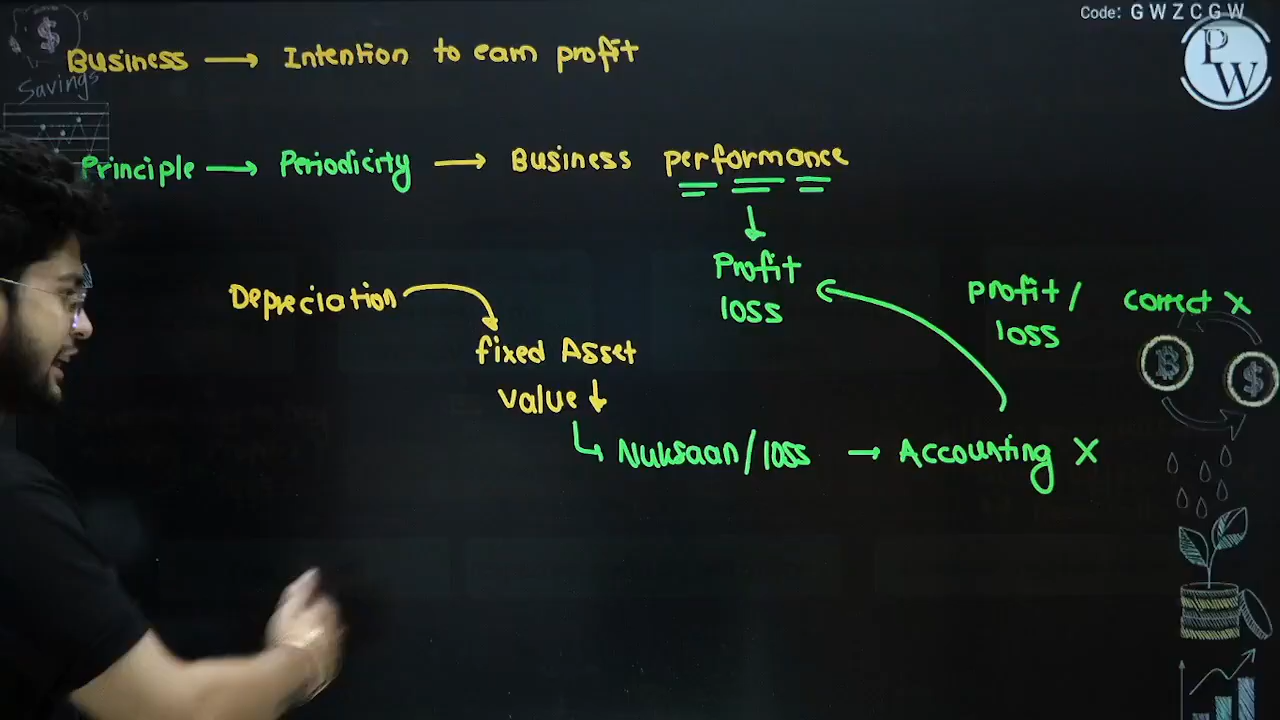 Code: G W Z C G W
PW
Business → Intention to earn profit
Savings
Principle → Periodicity → Business performance
↓
Profit
loss
profit/
loss
correct X
Depreciation
fixed Asset
value ↓
Nuksaan/loss → Accounting X